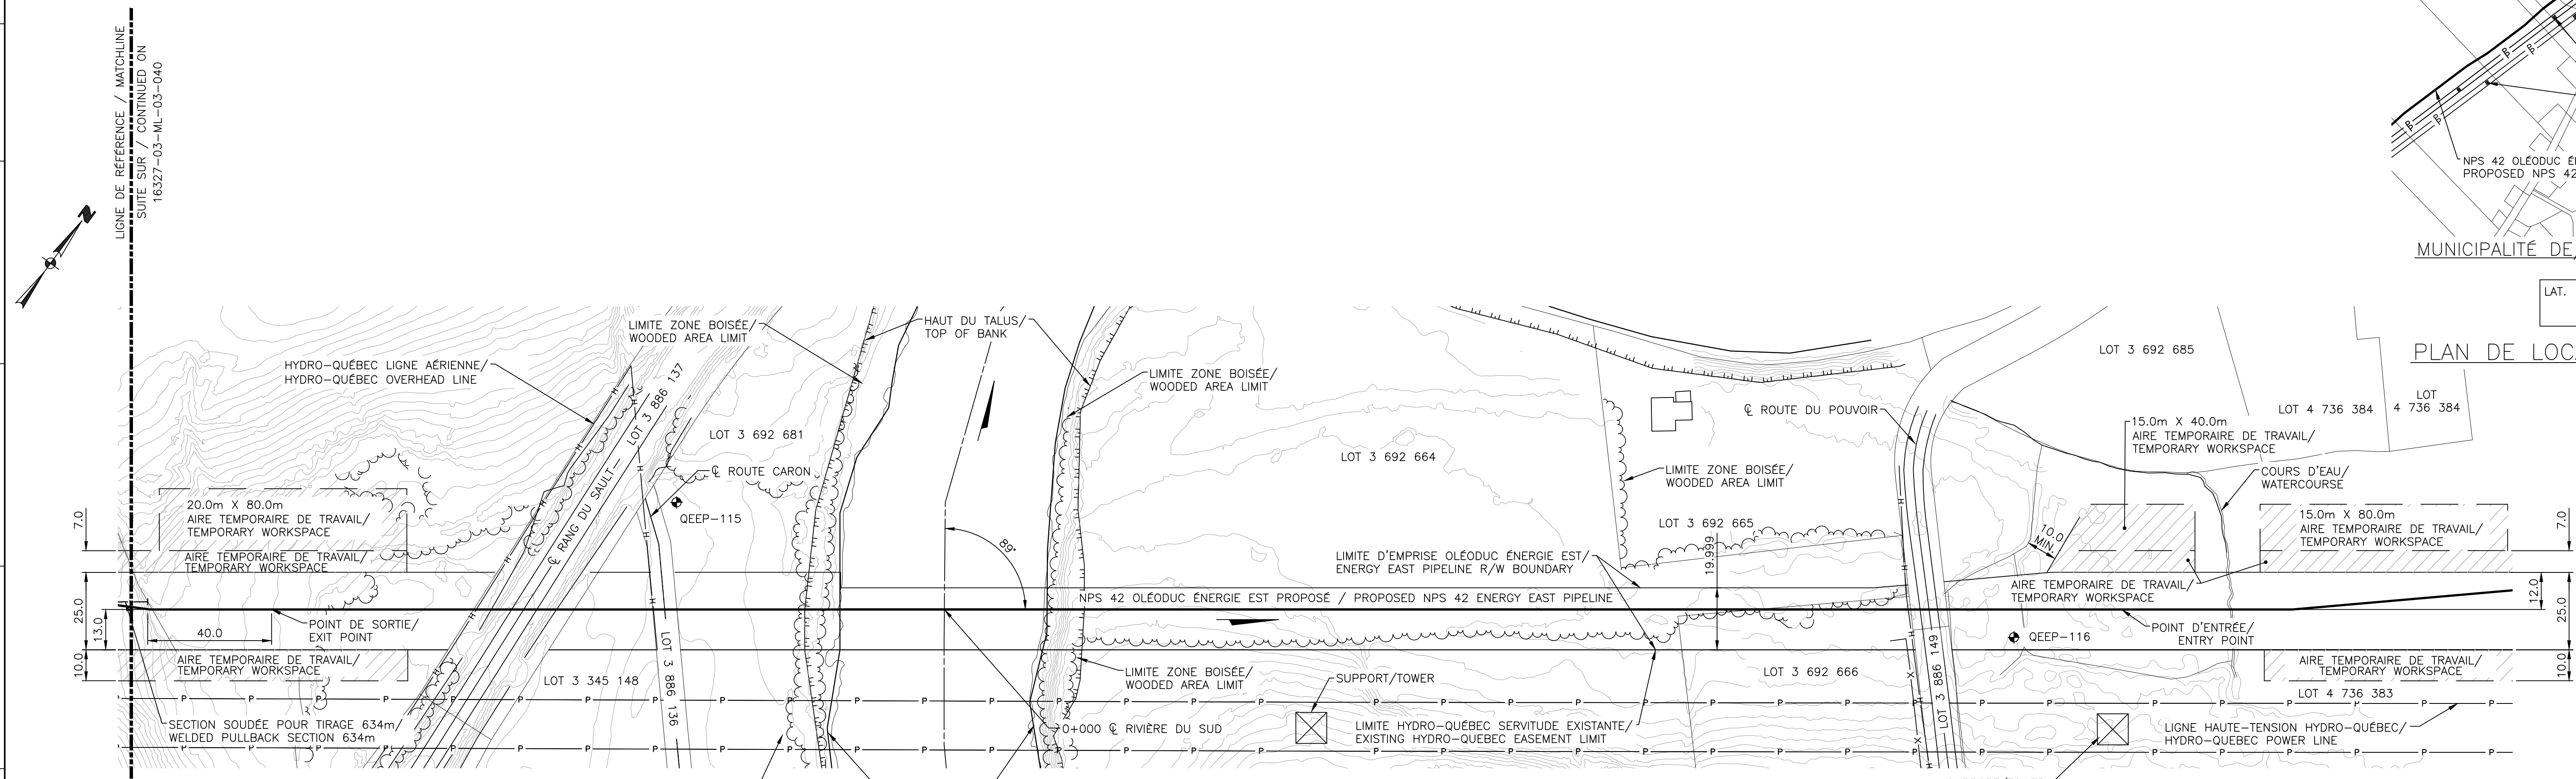 LIGNE DE RÉFÉRENCE / MATCHLINE
SUITE SUR / CONTINUED ON
16327-03-ML-03-040
N
HYDRO-QUÉBEC LIGNE AÉRIENNE/
HYDRO-QUÉBEC OVERHEAD LINE
LIMITE ZONE BOISÉE/
WOODED AREA LIMIT
HAUT DU TALUS/
TOP OF BANK
LIMITE ZONE BOISÉE/
WOODED AREA LIMIT
LOT 3 692 681
℄ ROUTE CARON
QEEP-115
℄ RANG DU SAULT
LOT 3 886 137
20.0m X 80.0m
AIRE TEMPORAIRE DE TRAVAIL/
TEMPORARY WORKSPACE
AIRE TEMPORAIRE DE TRAVAIL/
TEMPORARY WORKSPACE
7.0
25.0
13.0
10.0
40.0
POINT DE SORTIE/
EXIT POINT
AIRE TEMPORAIRE DE TRAVAIL/
TEMPORARY WORKSPACE
SECTION SOUDÉE POUR TIRAGE 634m/
WELDED PULLBACK SECTION 634m
LOT 3 345 148
LOT 3 886 136
89°
NPS 42 OLÉODUC ÉNERGIE EST PROPOSÉ / PROPOSED NPS 42 ENERGY EAST PIPELINE
LIMITE ZONE BOISÉE/
WOODED AREA LIMIT
0+000 ℄ RIVIÈRE DU SUD
SUPPORT/TOWER
LIMITE HYDRO-QUÉBEC SERVITUDE EXISTANTE/
EXISTING HYDRO-QUEBEC EASEMENT LIMIT
LOT 3 692 664
LIMITE D'EMPRISE OLÉODUC ÉNERGIE EST/
ENERGY EAST PIPELINE R/W BOUNDARY
LIMITE ZONE BOISÉE/
WOODED AREA LIMIT
LOT 3 692 665
19.999
LOT 3 692 666
℄ ROUTE DU POUVOIR
LOT 3 886 149
LOT 3 692 685
LOT 4 736 384
LOT
4 736 384
15.0m X 40.0m
AIRE TEMPORAIRE DE TRAVAIL/
TEMPORARY WORKSPACE
COURS D'EAU/
WATERCOURSE
15.0m X 80.0m
AIRE TEMPORAIRE DE TRAVAIL/
TEMPORARY WORKSPACE
10.0
MIN.
AIRE TEMPORAIRE DE TRAVAIL/
TEMPORARY WORKSPACE
POINT D'ENTRÉE/
ENTRY POINT
QEEP-116
AIRE TEMPORAIRE DE TRAVAIL/
TEMPORARY WORKSPACE
LOT 4 736 383
LIGNE HAUTE-TENSION HYDRO-QUÉBEC/
HYDRO-QUEBEC POWER LINE
7.0
12.0
25.0
10.0
NPS 42 OLÉODUC
PROPOSED NPS 42
MUNICIPALITÉ DE/
LAT.
PLAN DE